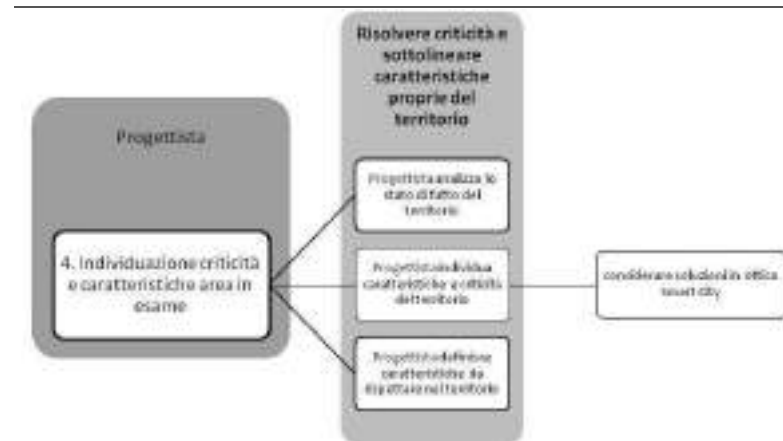 Risolvere criticità e
sottolineare
caratteristiche
proprie del
territorio
Progettista
4. Individuazione criticità
e caratteristiche area in
esame
Progettista analizza lo
stato di fatto del
territorio
Progettista individua
caratteristiche e criticità
del territorio
Progettista definisce
caratteristiche da
rispettare nel territorio
considerare soluzioni in ottica
smart city